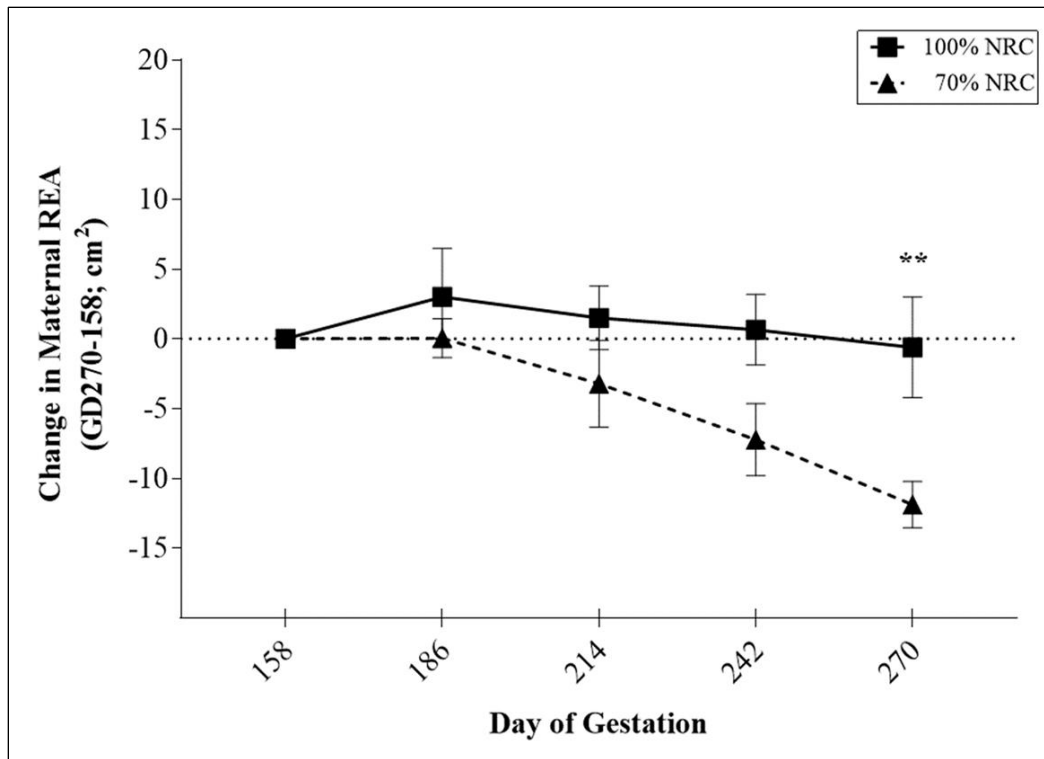 100% NRC
70% NRC
20
15
10
5
0
-5
-10
-15
**
Change in Maternal REA
(GD270-158; cm²)
158
186
214
242
270
Day of Gestation